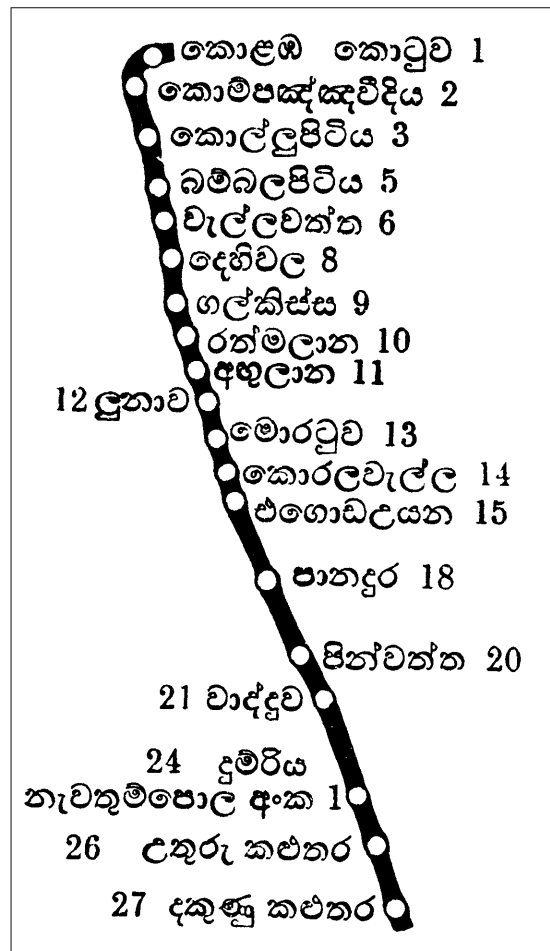 කොළඹ කොටුව 1
කොම්පඤ්ඤවීදිය 2
කොල්ලුපිටිය 3
බම්බලපිටිය 5
වැල්ලවත්ත 6
දෙහිවල 8
ගල්කිස්ස 9
රත්මලාන 10
අඟුලාන 11
12 ලුනාව
මොරටුව 13
කොරලවැල්ල 14
එගොඩඋයන 15
පානදුර 18
පින්වත්ත 20
21 වාද්දුව
24 දුම්රිය
නැවතුම්පොල අංක 1
26 උතුරු කළුතර
27 දකුණු කළුතර